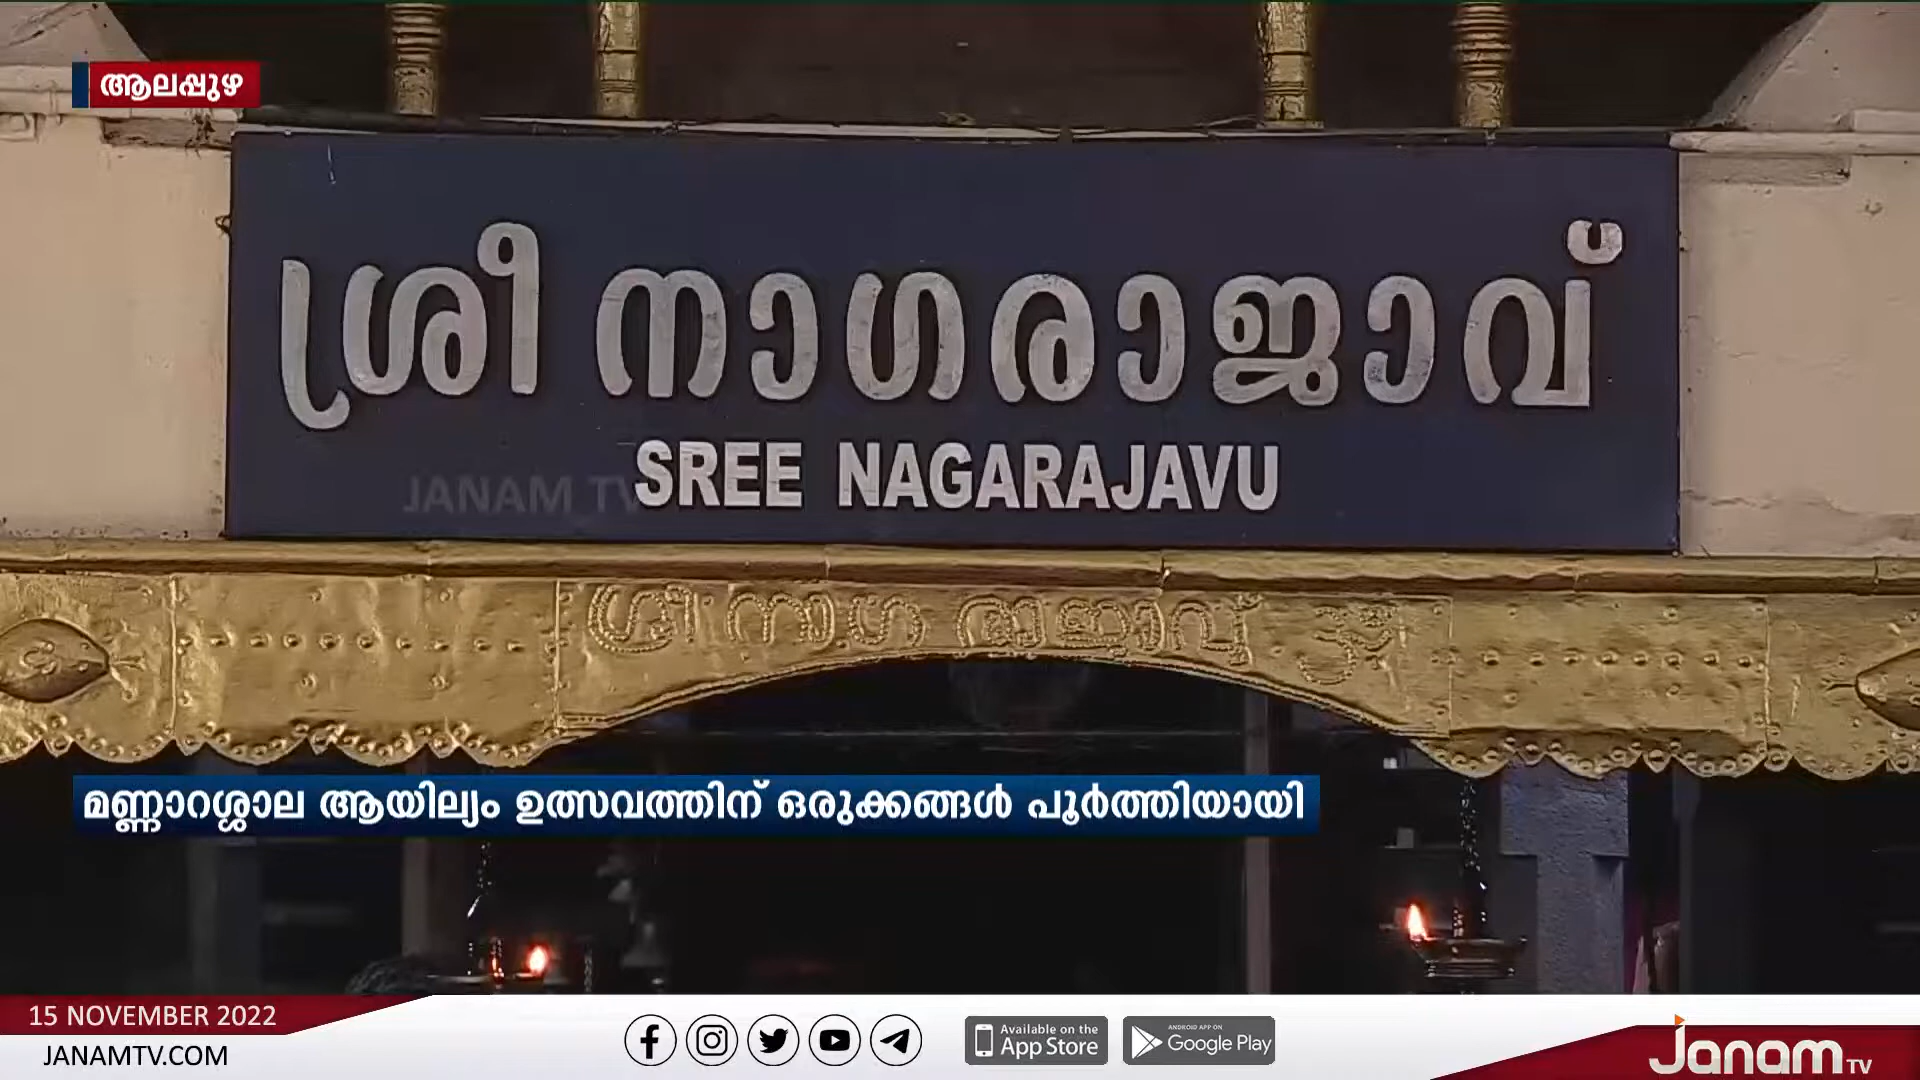 ആലപ്പുഴ
ശ്രീ നാഗരാജാവ്
SREE NAGARAJAVU
JANAM TV
ശ്രീ നാഗ രാജാവ്
മണ്ണാറശ്ശാല ആയില്യം ഉത്സവത്തിന് ഒരുക്കങ്ങൾ പൂർത്തിയായി
15 NOVEMBER 2022
JANAMTV.COM
Available on the
App Store
ANDROID APP ON
Google Play
Janam TV